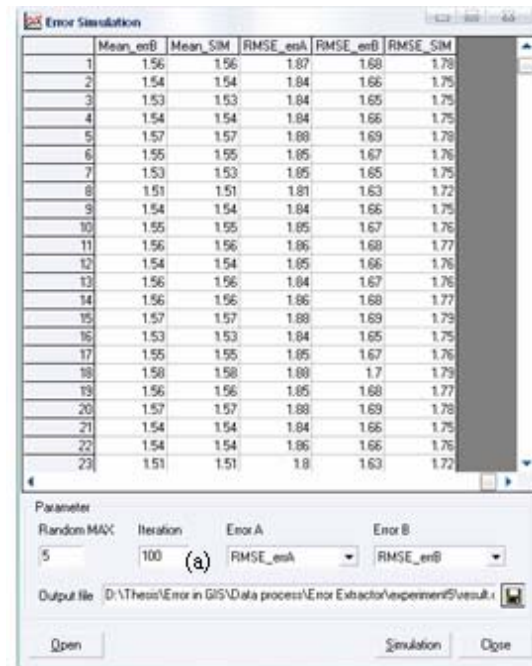 Error Simulation
Mean_errB Mean_SIM RMSE_errA RMSE_errB RMSE_SIM
1 1.56 1.56 1.87 1.68 1.78
2 1.54 1.54 1.84 1.66 1.75
3 1.53 1.53 1.84 1.65 1.75
4 1.54 1.54 1.84 1.66 1.75
5 1.57 1.57 1.88 1.69 1.78
6 1.55 1.55 1.85 1.67 1.76
7 1.53 1.53 1.85 1.65 1.75
8 1.51 1.51 1.81 1.63 1.72
9 1.54 1.54 1.84 1.66 1.75
10 1.55 1.55 1.85 1.67 1.76
11 1.56 1.56 1.86 1.68 1.77
12 1.54 1.54 1.85 1.66 1.76
13 1.56 1.56 1.84 1.67 1.76
14 1.56 1.56 1.86 1.68 1.77
15 1.57 1.57 1.88 1.69 1.79
16 1.53 1.53 1.84 1.65 1.75
17 1.55 1.55 1.85 1.67 1.76
18 1.58 1.58 1.88 1.7 1.79
19 1.56 1.56 1.85 1.68 1.77
20 1.57 1.57 1.88 1.69 1.78
21 1.54 1.54 1.84 1.66 1.75
22 1.54 1.54 1.86 1.66 1.76
23 1.51 1.51 1.8 1.63 1.72
Parameter
Random MAX Iteration Error A Error B
5 100 (a) RMSE_errA RMSE_errB
Output file D:\Thesis\Error in GIS\Data process\Error Extractor\experiment5\result.
Open Simulation Close